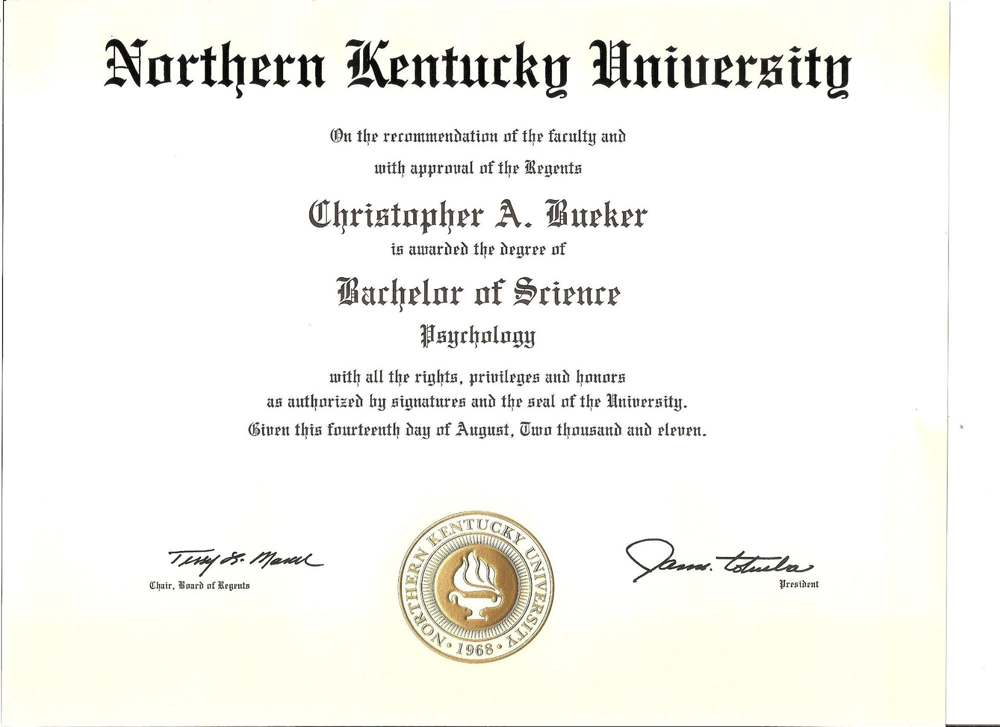 Northern Kentucky University
On the recommendation of the faculty and
with approval of the Regents
Christopher A. Bueker
is awarded the degree of
Bachelor of Science
Psychology
with all the rights, privileges and honors
as authorized by signatures and the seal of the University.
Given this fourteenth day of August, Two thousand and eleven.
Terry L. Mann
Chair, Board of Regents
President
NORTHERN KENTUCKY UNIVERSITY
• 1968 •